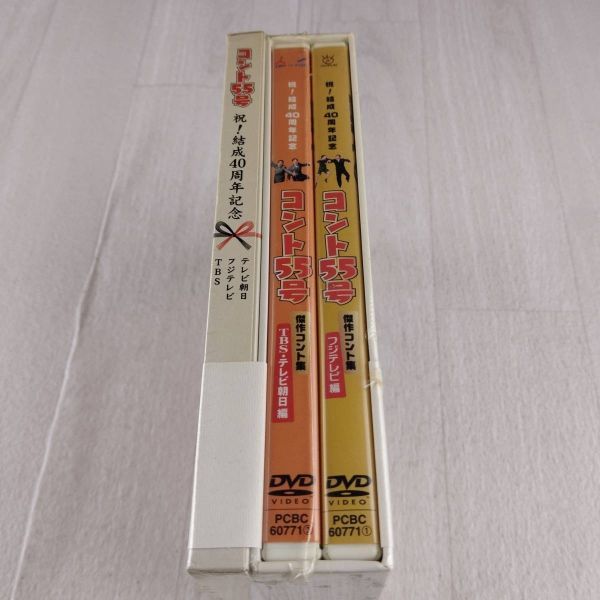 コント55号
祝!結成40周年記念
テレビ朝日
フジテレビ
TBS
祝!結成40周年記念
コント55号
傑作コント集
TBS・テレビ朝日編
DVD
VIDEO
PCBC
祝!結成40周年記念
コント55号
傑作コント集
フジテレビ編
DVD
VIDEO
PCBC
60771①